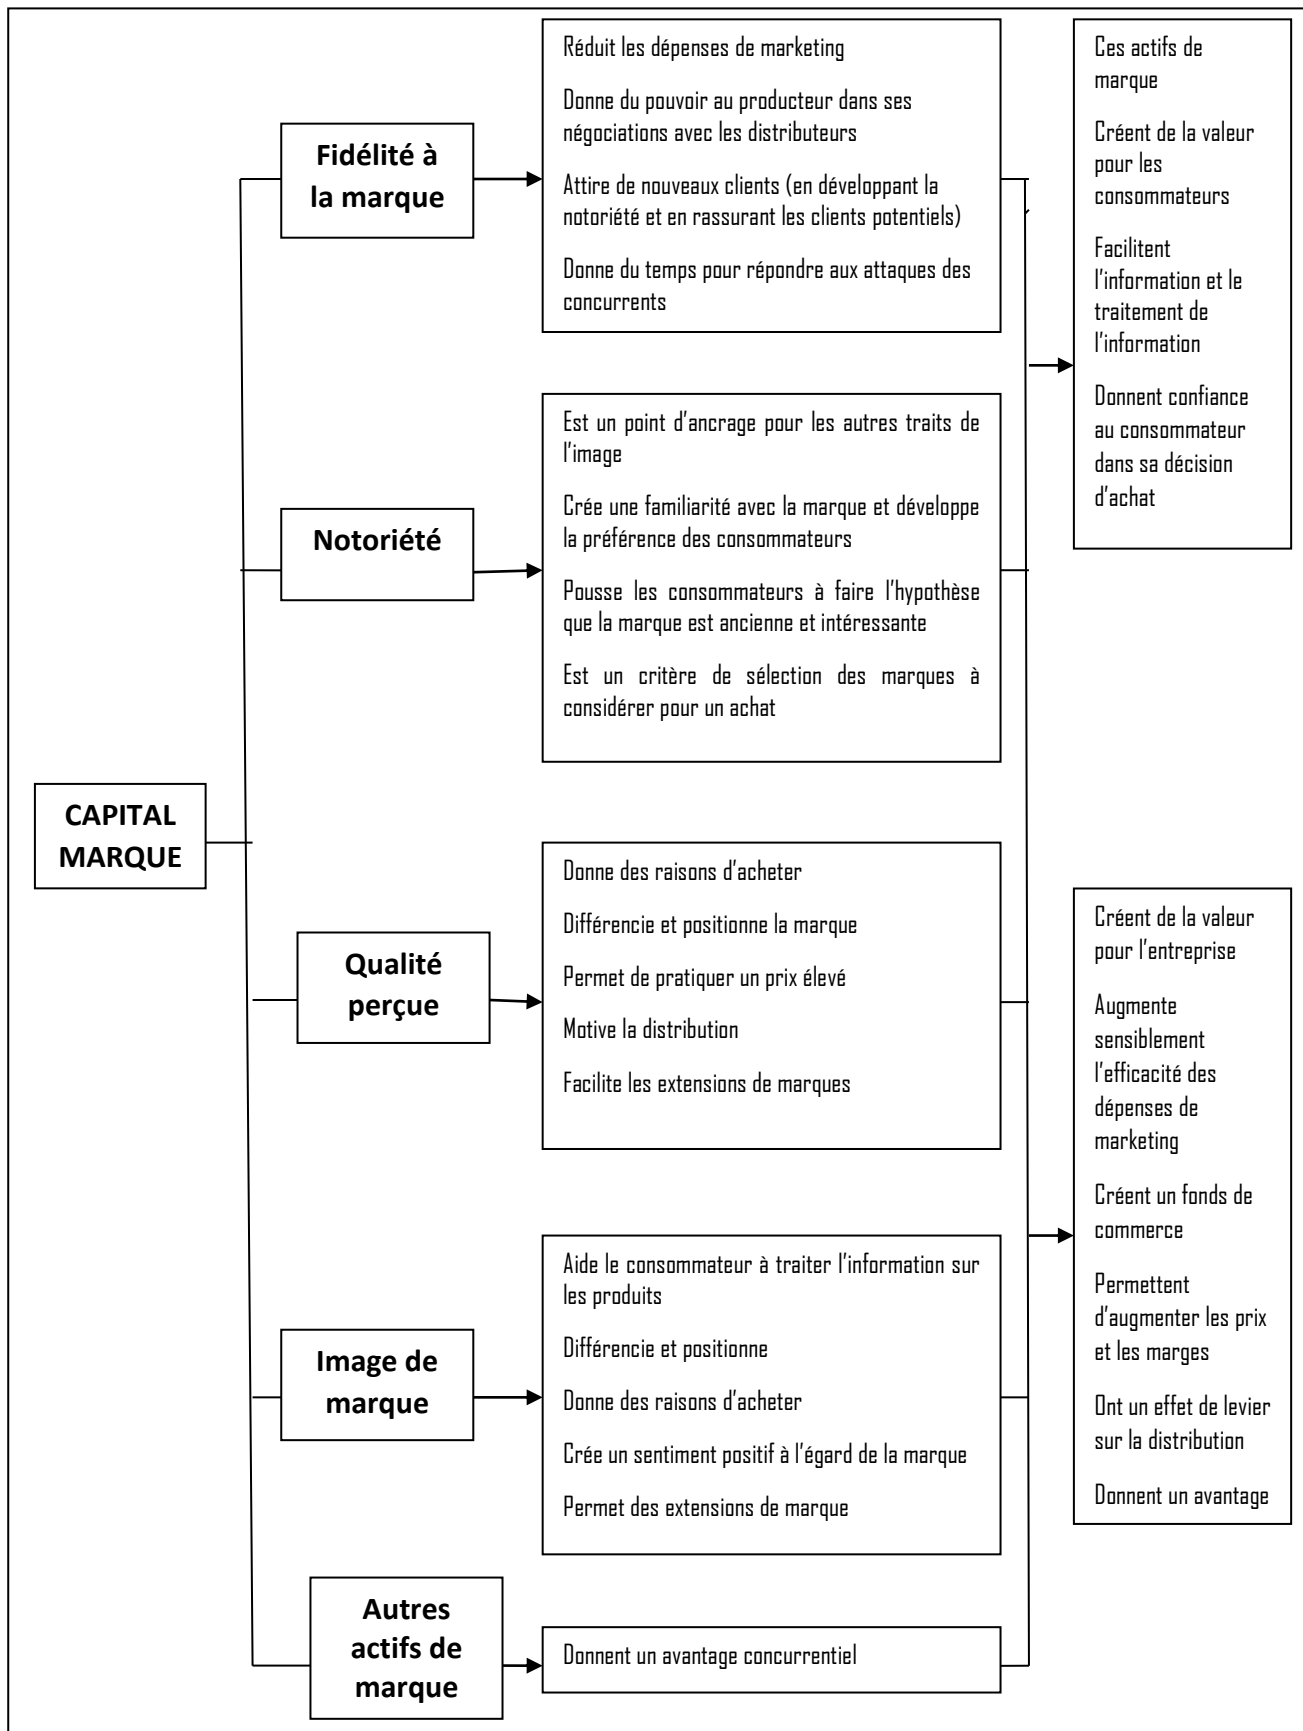 CAPITAL
MARQUE
Fidélité à
la marque
Réduit les dépenses de marketing
Donne du pouvoir au producteur dans ses
négociations avec les distributeurs
Attire de nouveaux clients (en développant la
notoriété et en rassurant les clients potentiels)
Donne du temps pour répondre aux attaques des
concurrents
Notoriété
Est un point d'ancrage pour les autres traits de
l'image
Crée une familiarité avec la marque et développe
la préférence des consommateurs
Pousse les consommateurs à faire l'hypothèse
que la marque est ancienne et intéressante
Est un critère de sélection des marques à
considérer pour un achat
Qualité
perçue
Donne des raisons d'acheter
Différencie et positionne la marque
Permet de pratiquer un prix élevé
Motive la distribution
Facilite les extensions de marques
Image de
marque
Aide le consommateur à traiter l'information sur
les produits
Différencie et positionne
Donne des raisons d'acheter
Crée un sentiment positif à l'égard de la marque
Permet des extensions de marque
Autres
actifs de
marque
Donnent un avantage concurrentiel
Ces actifs de
marque
Créent de la valeur
pour les
consommateurs
Facilitent
l'information et le
traitement de
l'information
Donnent confiance
au consommateur
dans sa décision
d'achat
Créent de la valeur
pour l'entreprise
Augmente
sensiblement
l'efficacité des
dépenses de
marketing
Créent un fonds de
commerce
Permettent
d'augmenter les prix
et les marges
Ont un effet de levier
sur la distribution
Donnent un avantage